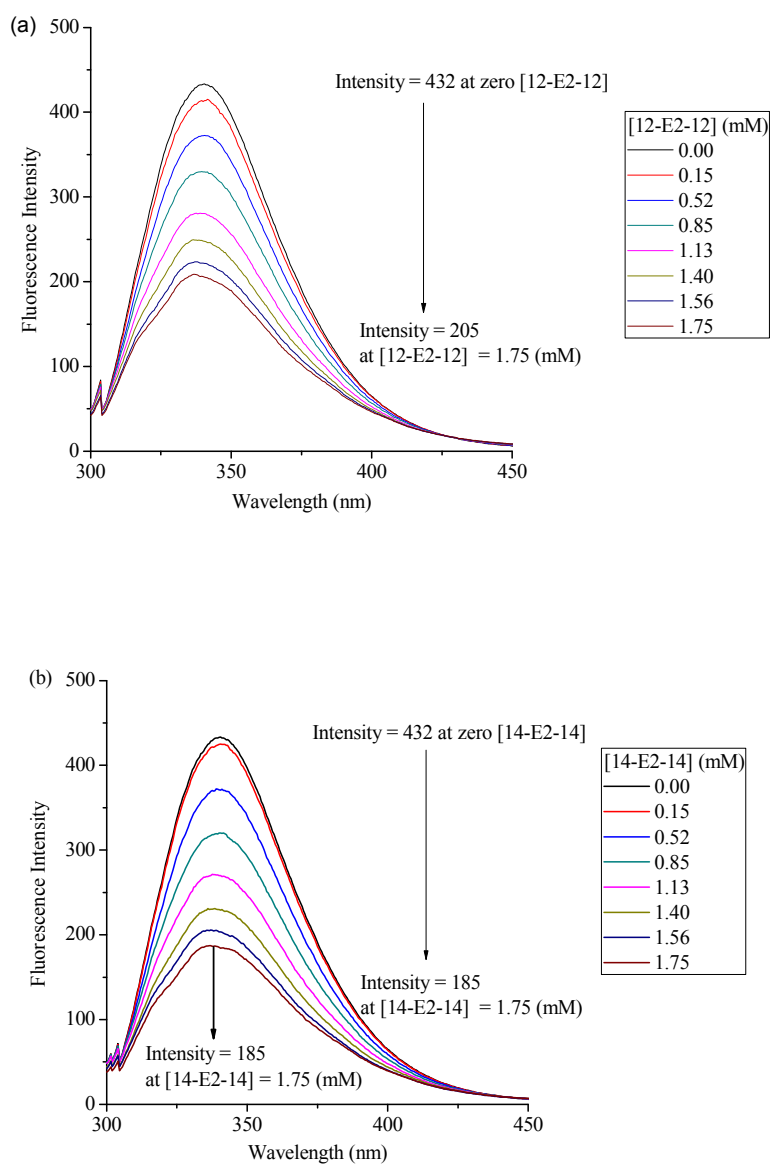 (a)
500
400
300
200
100
0
Fluorescence Intensity
300
350
400
450
Wavelength (nm)
Intensity = 432 at zero [12-E2-12]
Intensity = 205
at [12-E2-12] = 1.75 (mM)
[12-E2-12] (mM)
0.00
0.15
0.52
0.85
1.13
1.40
1.56
1.75
(b)
500
400
300
200
100
0
Fluorescence Intensity
300
350
400
450
Wavelength (nm)
Intensity = 432 at zero [14-E2-14]
Intensity = 185
at [14-E2-14] = 1.75 (mM)
Intensity = 185
at [14-E2-14] = 1.75 (mM)
[14-E2-14] (mM)
0.00
0.15
0.52
0.85
1.13
1.40
1.56
1.75